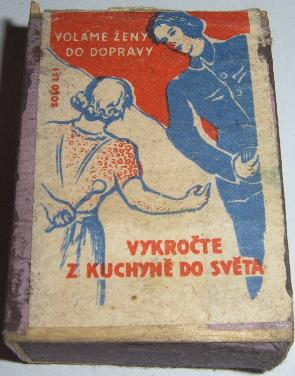 VOLÁME ŽENY
DO DOPRAVY
VYKROČTE
Z KUCHYNĚ DO SVĚTA